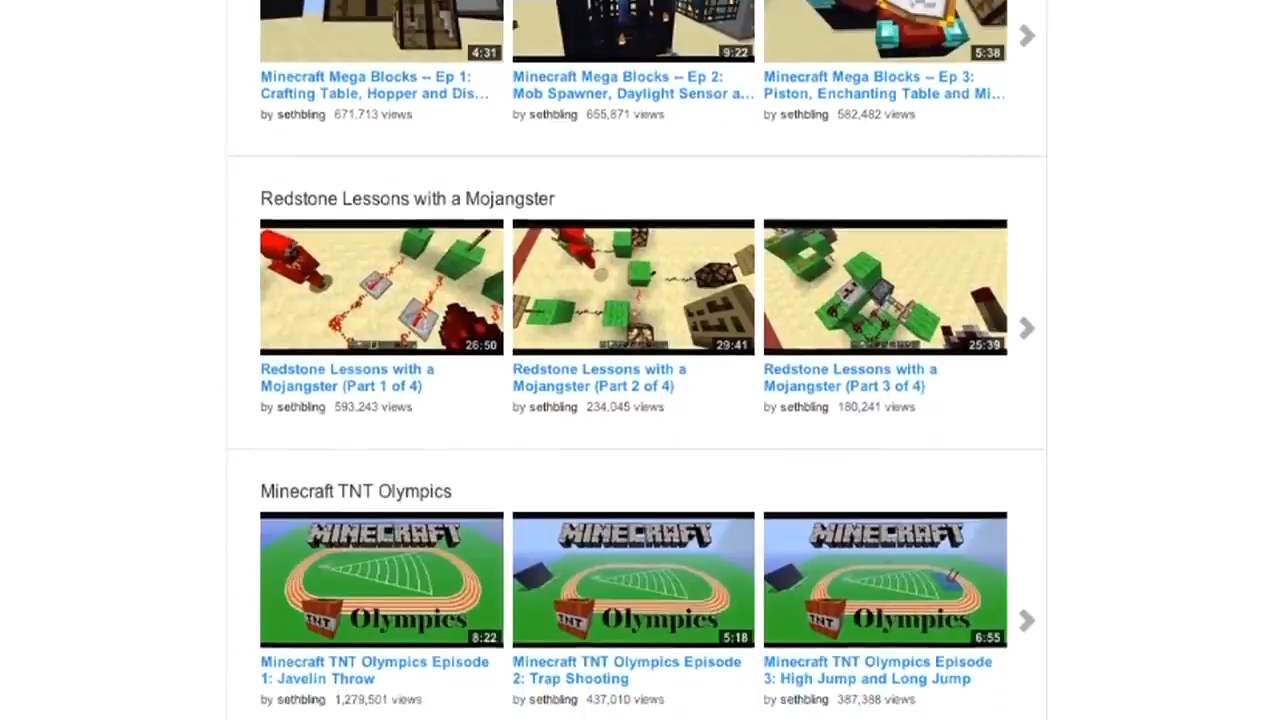 4:31
9:22
5:38
Minecraft Mega Blocks -- Ep 1:
Crafting Table, Hopper and Dis...
by sethbling 671,713 views
Minecraft Mega Blocks -- Ep 2:
Mob Spawner, Daylight Sensor a...
by sethbling 655,871 views
Minecraft Mega Blocks -- Ep 3:
Piston, Enchanting Table and Mi...
by sethbling 582,482 views
Redstone Lessons with a Mojangster
26:50
29:41
25:39
Redstone Lessons with a
Mojangster (Part 1 of 4)
by sethbling 593,243 views
Redstone Lessons with a
Mojangster (Part 2 of 4)
by sethbling 234,045 views
Redstone Lessons with a
Mojangster (Part 3 of 4)
by sethbling 180,241 views
Minecraft TNT Olympics
MINECRAFT
TNT Olympics
8:22
MINECRAFT
TNT Olympics
5:18
MINECRAFT
TNT Olympics
6:55
Minecraft TNT Olympics Episode
1: Javelin Throw
by sethbling 1,279,501 views
Minecraft TNT Olympics Episode
2: Trap Shooting
by sethbling 437,010 views
Minecraft TNT Olympics Episode
3: High Jump and Long Jump
by sethbling 387,388 views